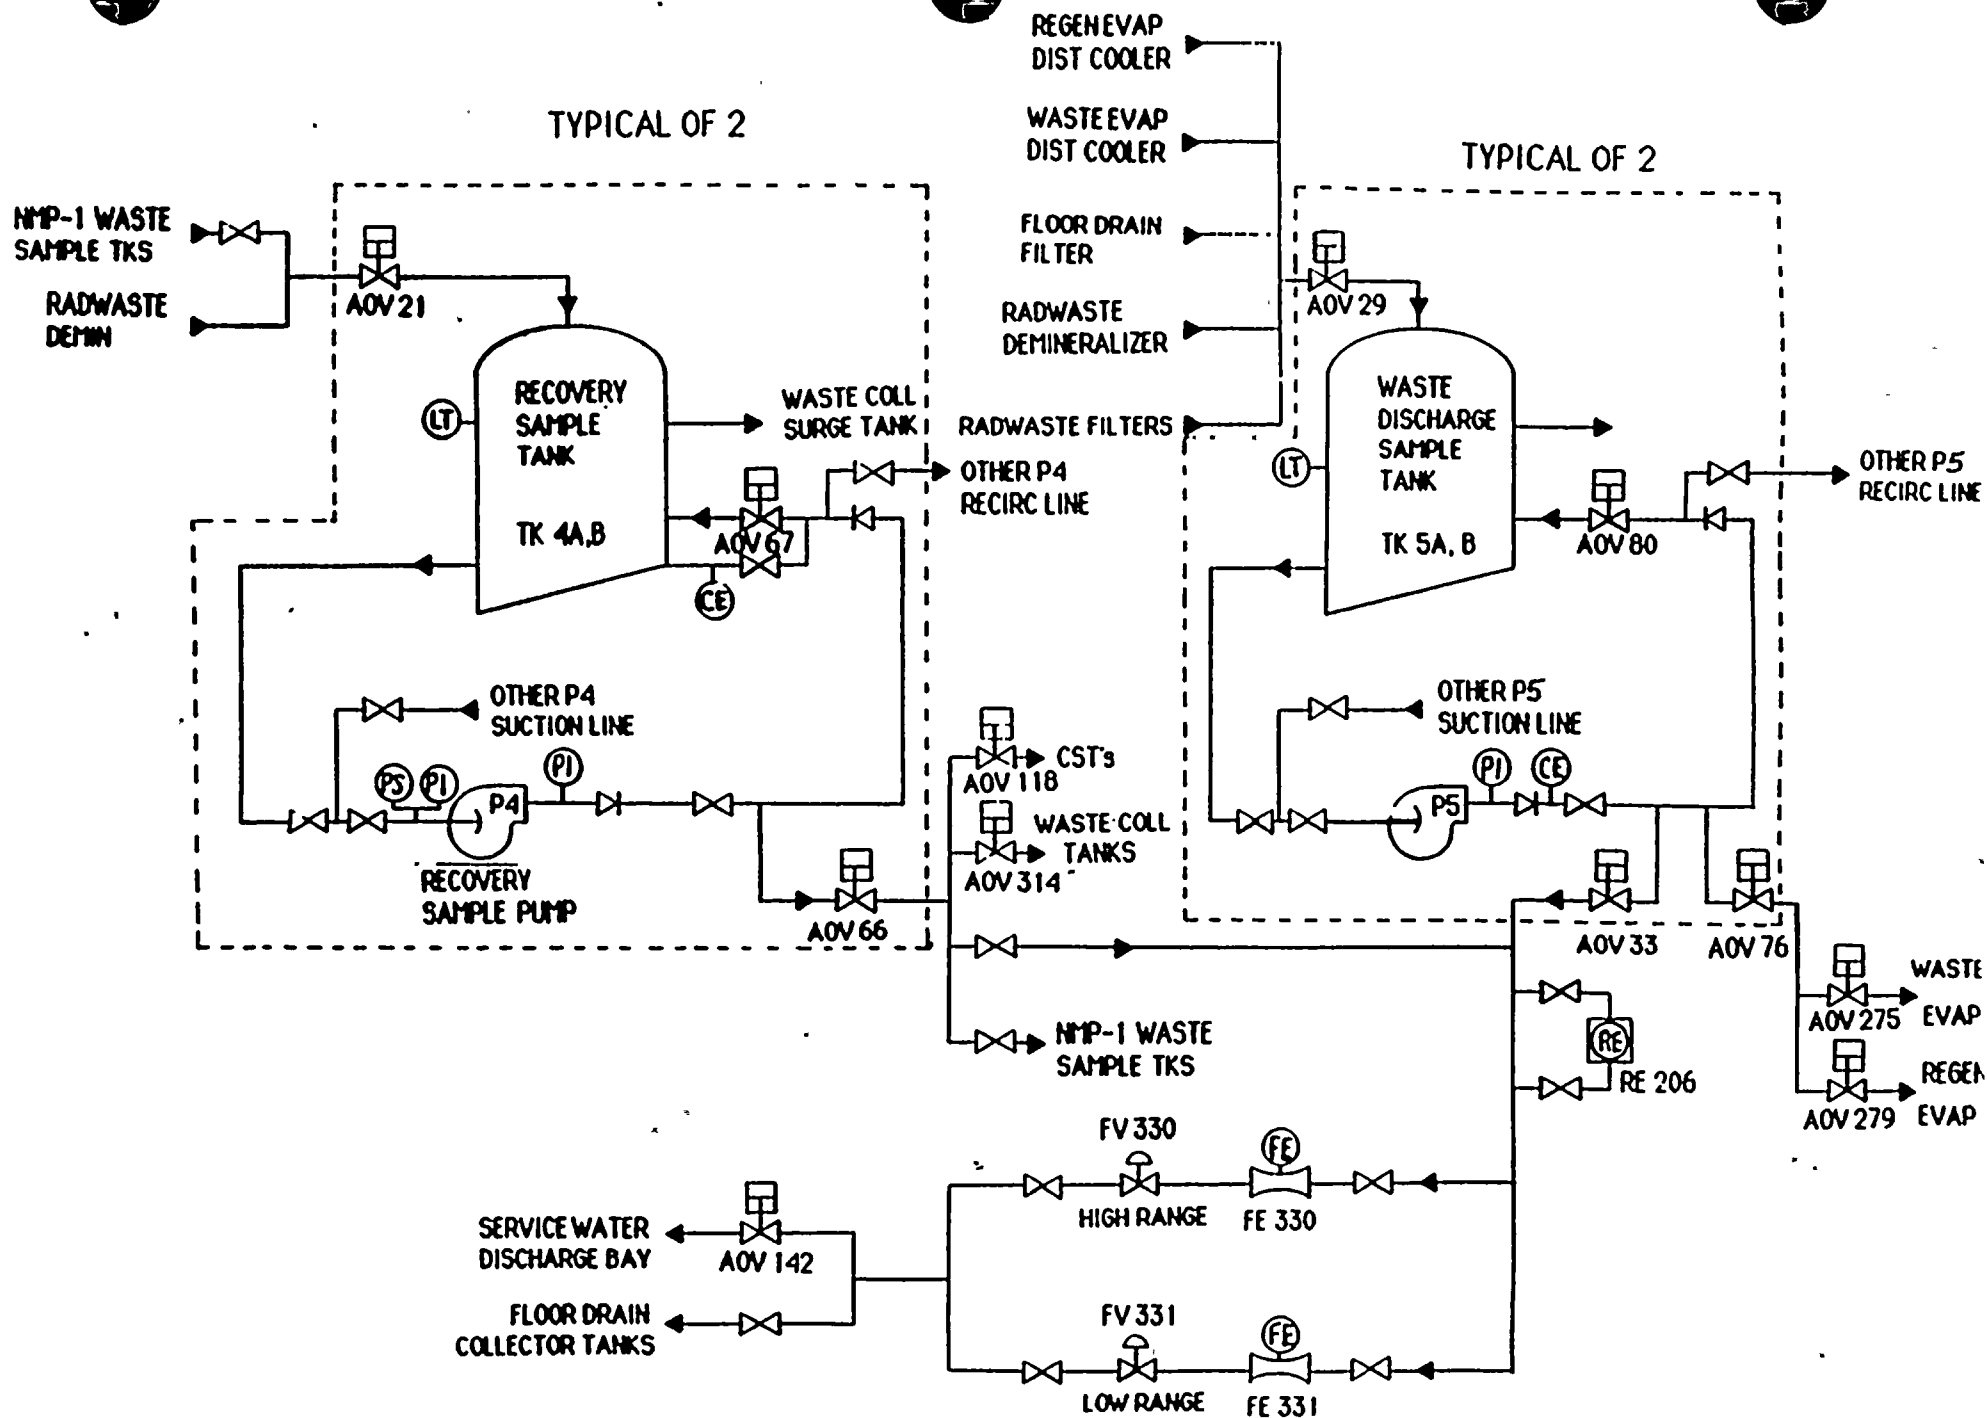 REGEN EVAP
DIST COOLER
TYPICAL OF 2
WASTE EVAP
DIST COOLER
TYPICAL OF 2
NMP-1 WASTE
SAMPLE TKS
RADWASTE
DEMIN
AOV 21
FLOOR DRAIN
FILTER
RADWASTE
DEMINERALIZER
AOV 29
RECOVERY
SAMPLE
TANK
TK 4A,B
LT
WASTE COLL
SURGE TANK
RADWASTE FILTERS
OTHER P4
RECIRC LINE
AOV 67
CE
WASTE
DISCHARGE
SAMPLE
TANK
TK 5A, B
LT
OTHER P5
RECIRC LINE
AOV 80
OTHER P4
SUCTION LINE
PS
PI
PI
P4
RECOVERY
SAMPLE PUMP
AOV 66
CST's
AOV 118
WASTE COLL
TANKS
AOV 314
OTHER P5
SUCTION LINE
PI
CE
P5
AOV 33
AOV 76
WASTE
EVAP
AOV 275
REGEN
EVAP
AOV 279
NMP-1 WASTE
SAMPLE TKS
RE
RE 206
FV 330
FE
HIGH RANGE
FE 330
SERVICE WATER
DISCHARGE BAY
AOV 142
FLOOR DRAIN
COLLECTOR TANKS
FV 331
FE
LOW RANGE
FE 331